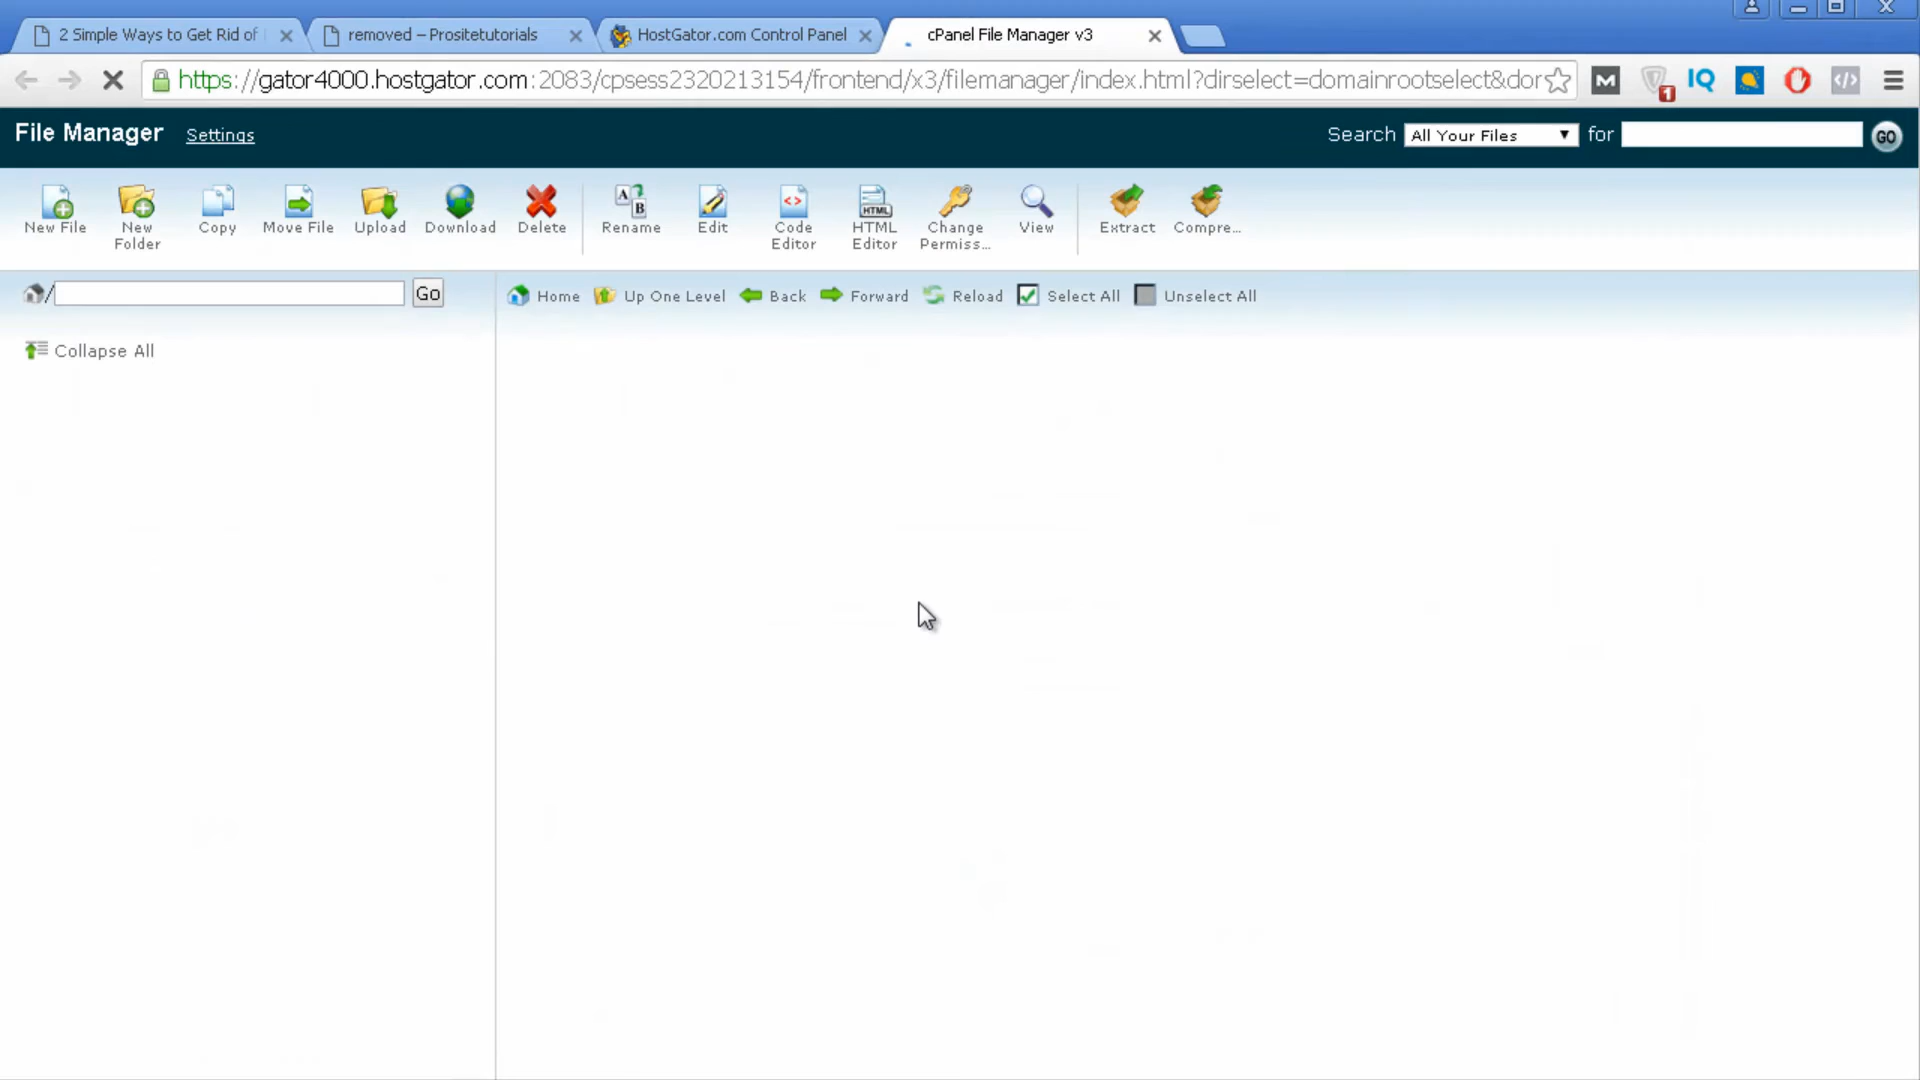 2 Simple Ways to Get Rid of
removed – Prositetutorials
HostGator.com Control Panel
cPanel File Manager v3
https://gator4000.hostgator.com:2083/cpsess2320213154/frontend/x3/filemanager/index.html?dirselect=domainrootselect&dor
M
1
IQ
</>
File Manager
Settings
Search
All Your Files
for
GO
New File
New
Folder
Copy
Move File
Upload
Download
Delete
A
B
Rename
Edit
<>
Code
Editor
HTML
HTML
Editor
Change
Permiss...
View
Extract
Compre...
/
Go
Home
Up One Level
Back
Forward
Reload
Select All
Unselect All
Collapse All